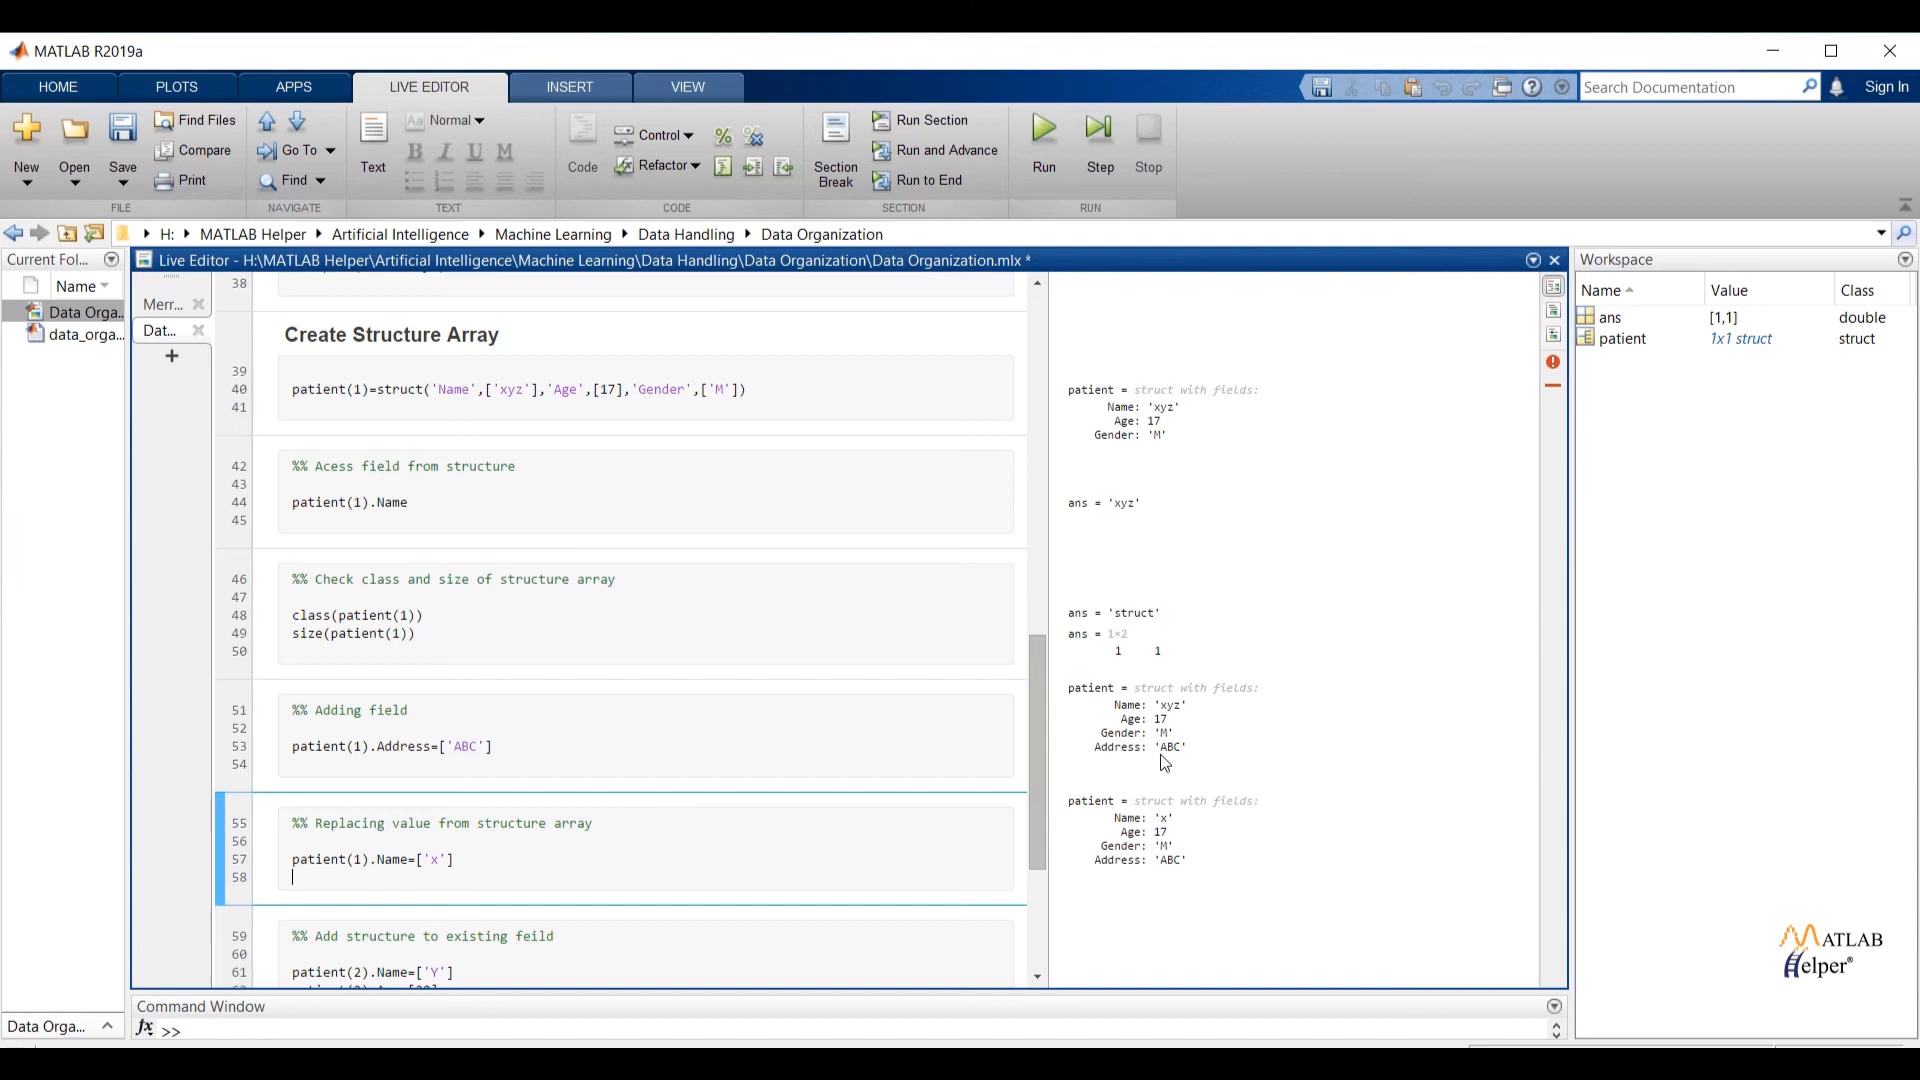 MATLAB R2019a
HOME PLOTS APPS LIVE EDITOR INSERT VIEW Search Documentation Sign In
New Open Save Find Files Compare Print
Go To Find
Text Normal B I U M
Code Control Refactor
Section Break Run Section Run and Advance Run to End
Run Step Stop
FILE NAVIGATE TEXT CODE SECTION RUN
H: MATLAB Helper Artificial Intelligence Machine Learning Data Handling Data Organization
Current Fol...
Name
Data Orga...
data_orga...
Live Editor - H:\MATLAB Helper\Artificial Intelligence\Machine Learning\Data Handling\Data Organization\Data Organization.mlx *
Merr...
Dat...
38
Create Structure Array
39
40 patient(1)=struct('Name',['xyz'],'Age',[17],'Gender',['M'])
41
42 %% Acess field from structure
43
44 patient(1).Name
45
46 %% Check class and size of structure array
47
48 class(patient(1))
49 size(patient(1))
50
51 %% Adding field
52
53 patient(1).Address=['ABC']
54
55 %% Replacing value from structure array
56
57 patient(1).Name=['x']
58
59 %% Add structure to existing feild
60
61 patient(2).Name=['Y']
patient = struct with fields:
Name: 'xyz'
Age: 17
Gender: 'M'
ans = 'xyz'
ans = 'struct'
ans = 1×2
1 1
patient = struct with fields:
Name: 'xyz'
Age: 17
Gender: 'M'
Address: 'ABC'
patient = struct with fields:
Name: 'x'
Age: 17
Gender: 'M'
Address: 'ABC'
Workspace
Name Value Class
ans [1,1] double
patient 1x1 struct struct
MATLAB
Helper®
Command Window
fx >>
Data Orga...